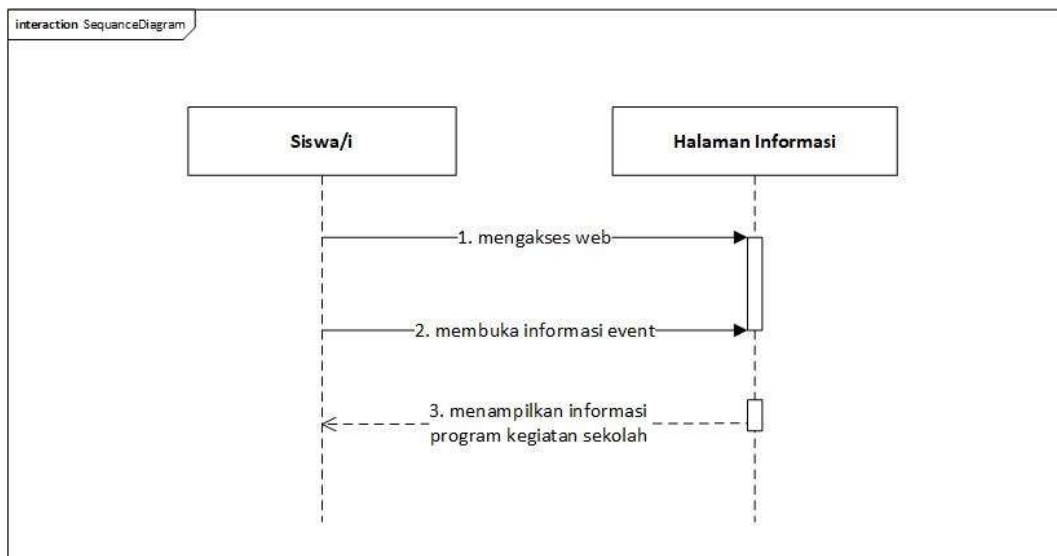 interaction SequanceDiagram
Siswa/i
Halaman Informasi
1. mengakses web
2. membuka informasi event
3. menampilkan informasi
program kegiatan sekolah